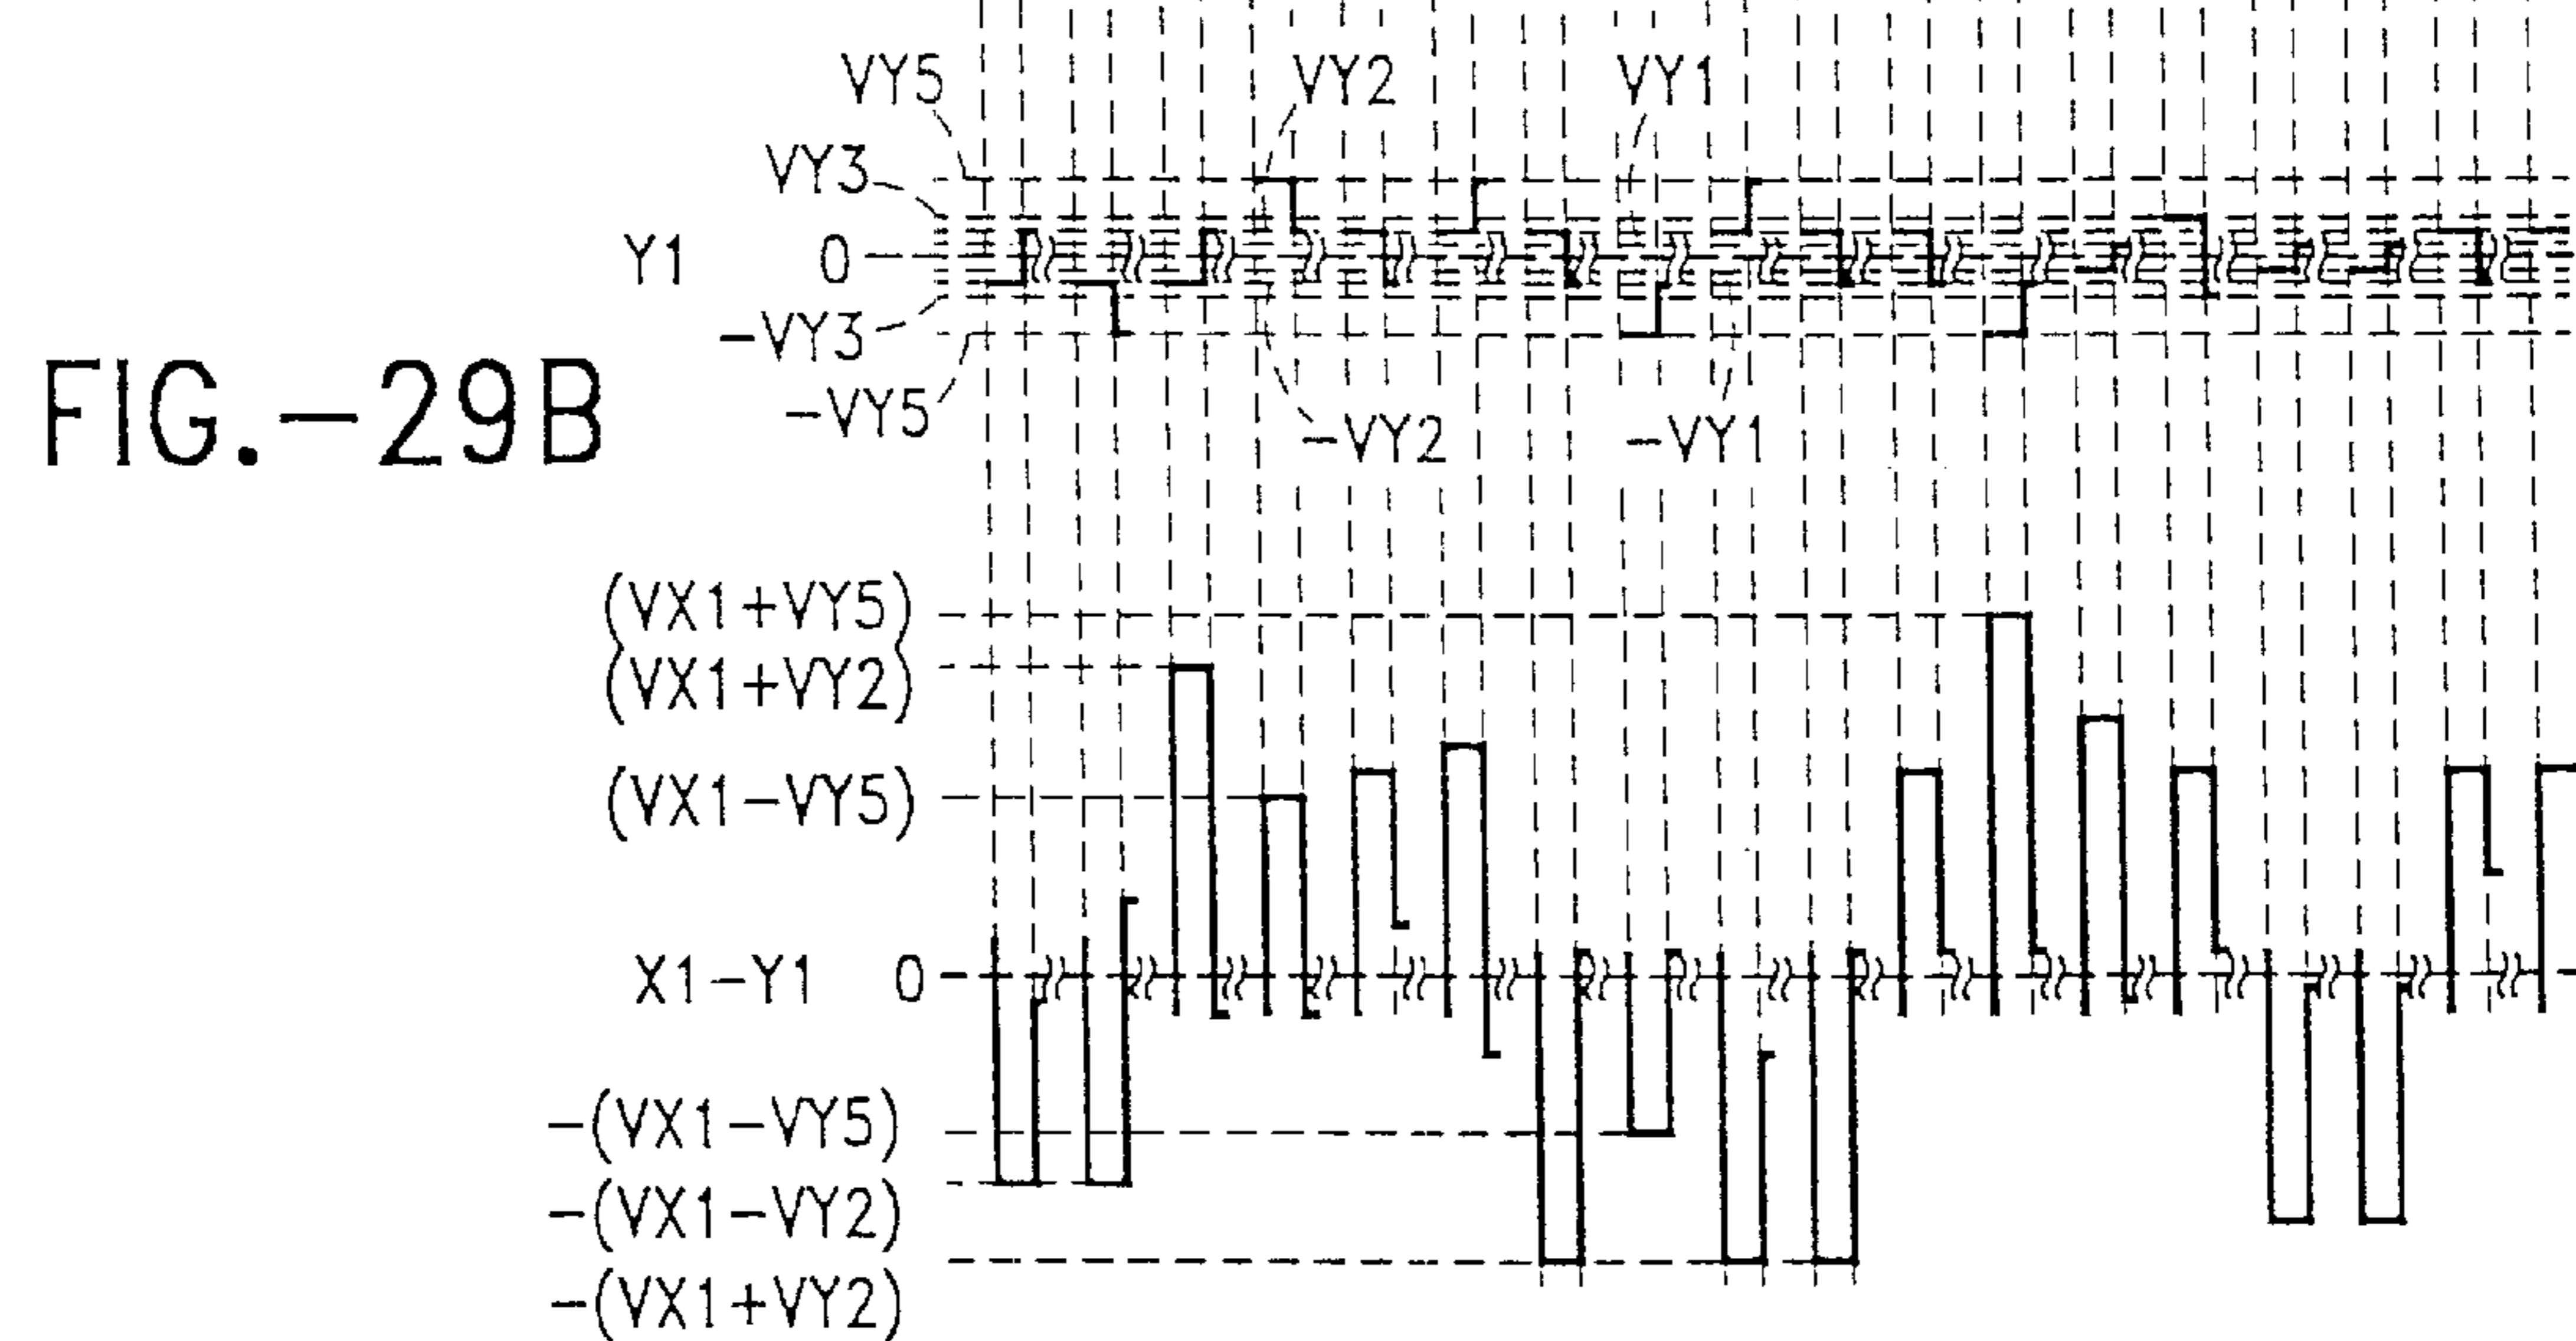 VY5
VY2
VY1
VY3
Y1 0
-VY3
-VY5
-VY2
-VY1
FIG.-29B
(VX1+VY5)
(VX1+VY2)
(VX1-VY5)
X1-Y1 0
-(VX1-VY5)
-(VX1-VY2)
-(VX1+VY2)